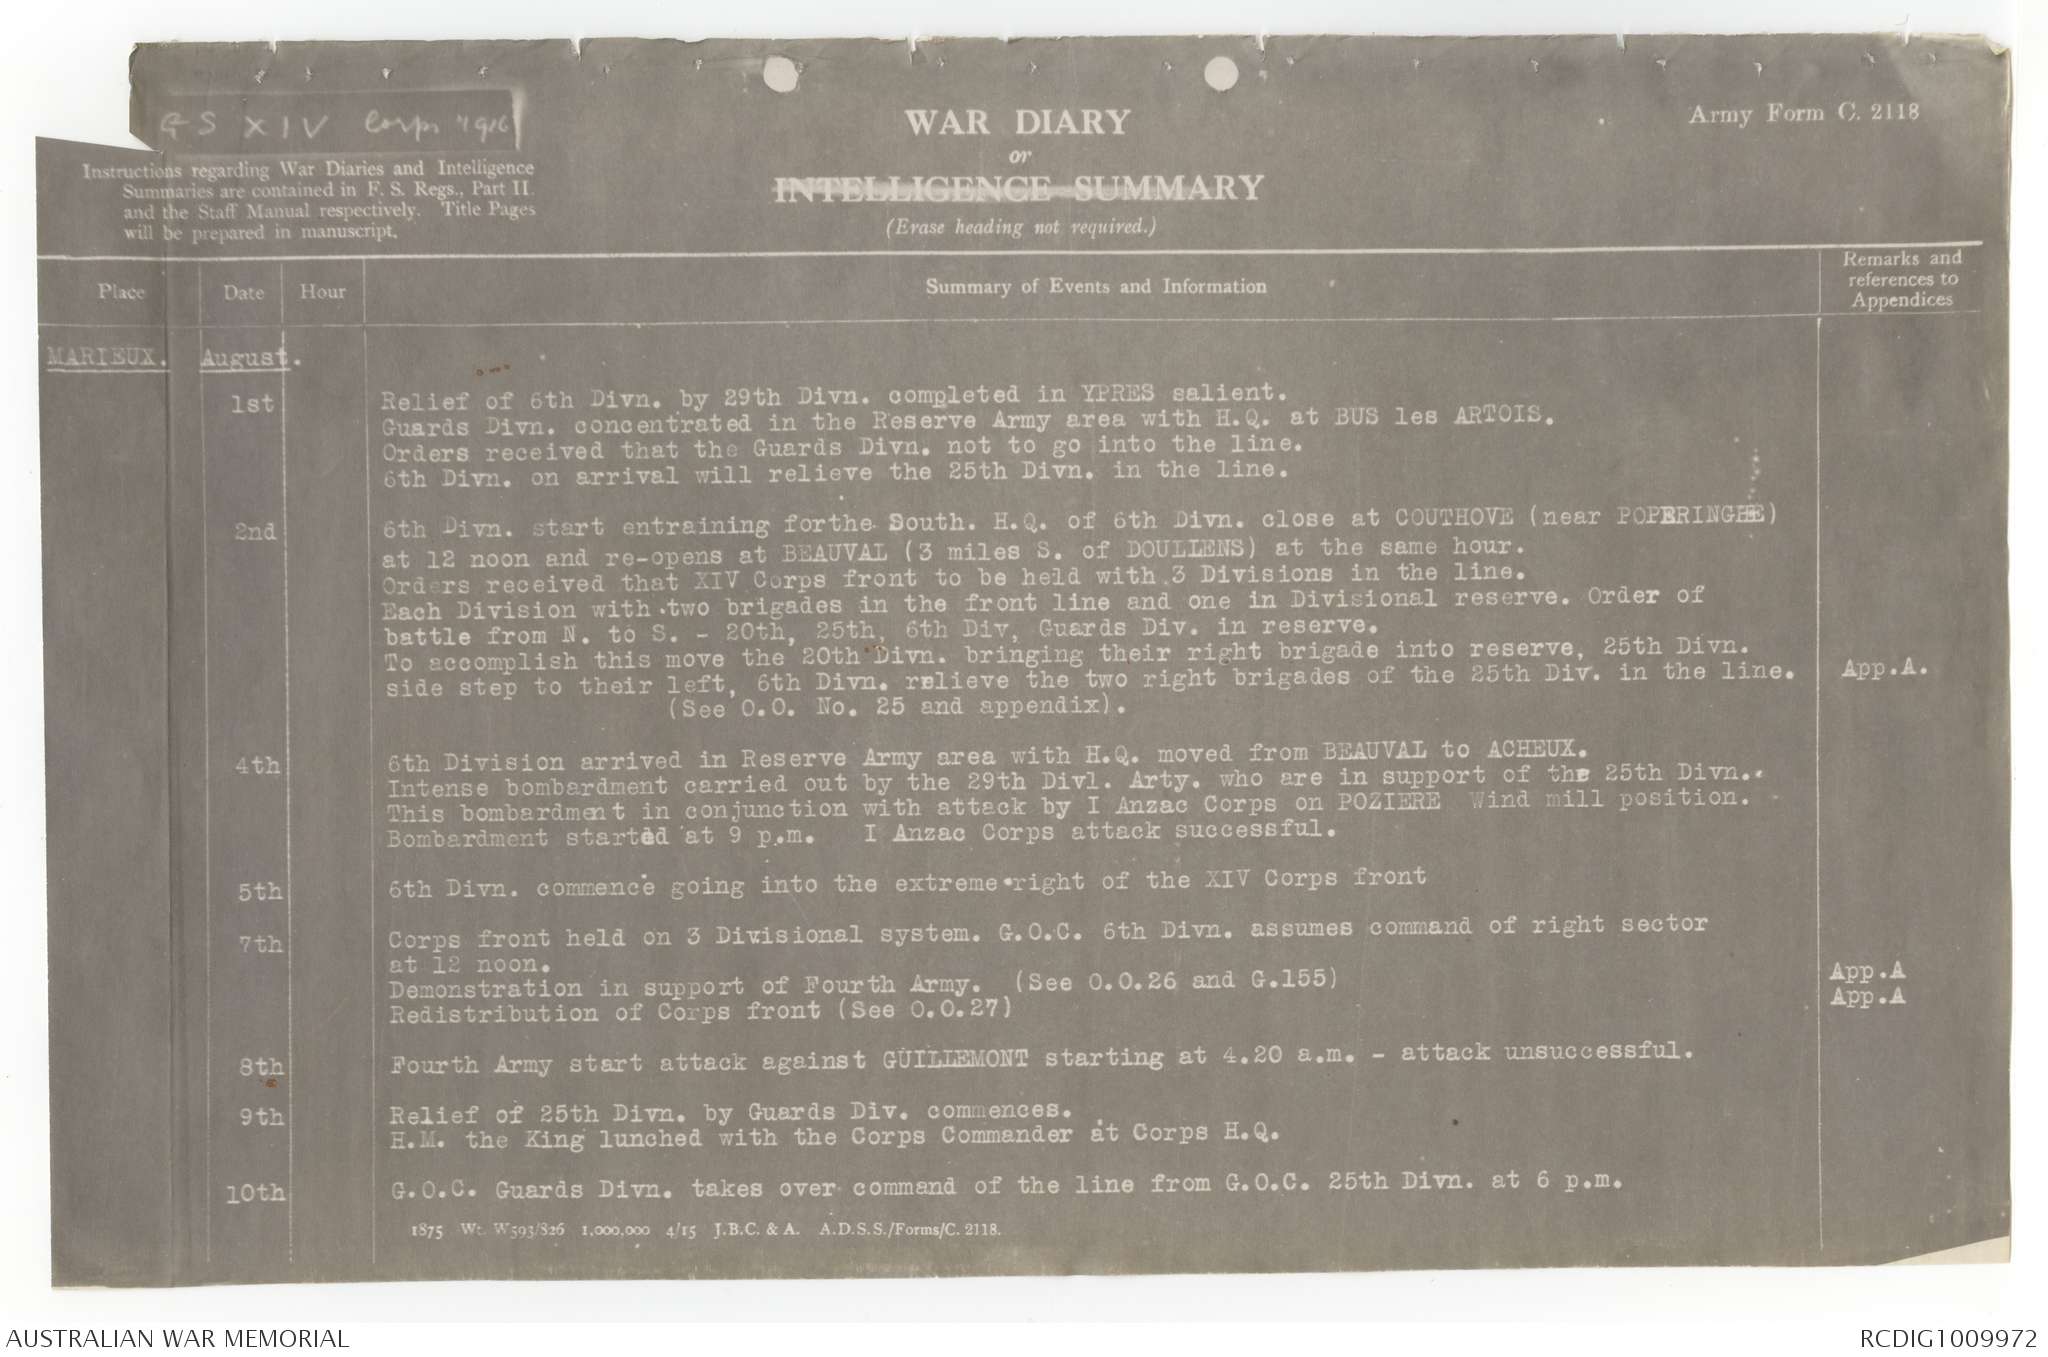 G S XIV Corps 1916
WAR DIARY
or
INTELLIGENCE SUMMARY
(Erase heading not required.)
Army Form C. 2118
Instructions regarding War Diaries and Intelligence
Summaries are contained in F. S. Regs., Part II.
and the Staff Manual respectively. Title Pages
will be prepared in manuscript.
Place Date Hour Summary of Events and Information Remarks and references to Appendices
MARIEUX. August.
1st Relief of 6th Divn. by 29th Divn. completed in YPRES salient.
Guards Divn. concentrated in the Reserve Army area with H.Q. at BUS les ARTOIS.
Orders received that the Guards Divn. not to go into the line.
6th Divn. on arrival will relieve the 25th Divn. in the line.
2nd 6th Divn. start entraining forthe South. H.Q. of 6th Divn. close at COUTHOVE (near POPERINGHE)
at 12 noon and re-opens at BEAUVAL (3 miles S. of DOULLENS) at the same hour.
Orders received that XIV Corps front to be held with 3 Divisions in the line.
Each Division with two brigades in the front line and one in Divisional reserve. Order of
battle from N. to S. - 20th, 25th, 6th Div, Guards Div. in reserve.
To accomplish this move the 20th Divn. bringing their right brigade into reserve, 25th Divn.
side step to their left, 6th Divn. relieve the two right brigades of the 25th Div. in the line. App.A.
(See O.O. No. 25 and appendix).
4th 6th Division arrived in Reserve Army area with H.Q. moved from BEAUVAL to ACHEUX.
Intense bombardment carried out by the 29th Divl. Arty. who are in support of the 25th Divn.
This bombardment in conjunction with attack by I Anzac Corps on POZIERE Wind mill position.
Bombardment started at 9 p.m. I Anzac Corps attack successful.
5th 6th Divn. commence going into the extreme right of the XIV Corps front
7th Corps front held on 3 Divisional system. G.O.C. 6th Divn. assumes command of right sector
at 12 noon.
Demonstration in support of Fourth Army. (See O.O.26 and G.155) App.A
Redistribution of Corps front (See O.O.27) App.A
8th Fourth Army start attack against GUILLEMONT starting at 4.20 a.m. - attack unsuccessful.
9th Relief of 25th Divn. by Guards Div. commences.
H.M. the King lunched with the Corps Commander at Corps H.Q.
10th G.O.C. Guards Divn. takes over command of the line from G.O.C. 25th Divn. at 6 p.m.
1875 Wt. W593/826 1,000,000 4/15 J.B.C. & A. A.D.S.S./Forms/C. 2118.
AUSTRALIAN WAR MEMORIAL RCDIG1009972